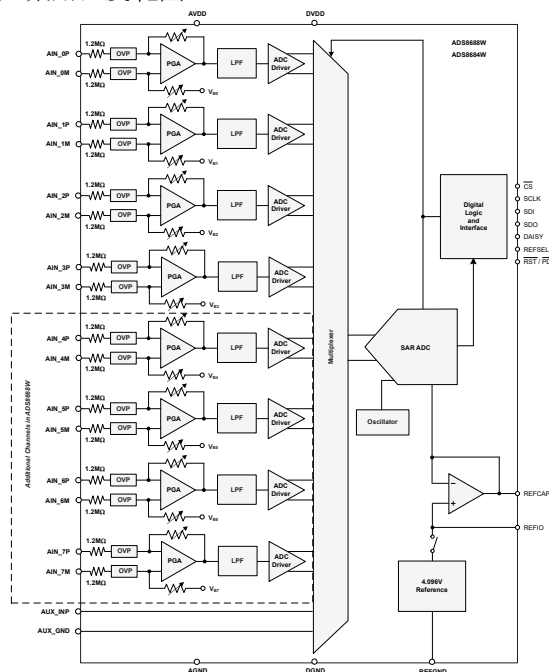 AVDD
DVDD
ADS8688W
ADS8684W
1.2MΩ
AIN_0P
OVP
PGA
LPF
ADC
Driver
AIN_0M
OVP
1.2MΩ
VB0
1.2MΩ
AIN_1P
OVP
PGA
LPF
ADC
Driver
AIN_1M
OVP
1.2MΩ
VB1
1.2MΩ
AIN_2P
OVP
PGA
LPF
ADC
Driver
AIN_2M
OVP
1.2MΩ
VB2
1.2MΩ
AIN_3P
OVP
PGA
LPF
ADC
Driver
AIN_3M
OVP
1.2MΩ
VB3
Additional Channels in ADS8688W
1.2MΩ
AIN_4P
OVP
PGA
LPF
ADC
Driver
AIN_4M
OVP
1.2MΩ
VB4
1.2MΩ
AIN_5P
OVP
PGA
LPF
ADC
Driver
AIN_5M
OVP
1.2MΩ
VB5
1.2MΩ
AIN_6P
OVP
PGA
LPF
ADC
Driver
AIN_6M
OVP
1.2MΩ
VB6
1.2MΩ
AIN_7P
OVP
PGA
LPF
ADC
Driver
AIN_7M
OVP
1.2MΩ
VB7
AUX_INP
AUX_GND
Multiplexer
Digital
Logic
and
Interface
CS
SCLK
SDI
SDO
DAISY
REFSEL
RST / PD
SAR ADC
Oscillator
REFCAP
REFIO
4.096V
Reference
AGND
DGND
REFGND